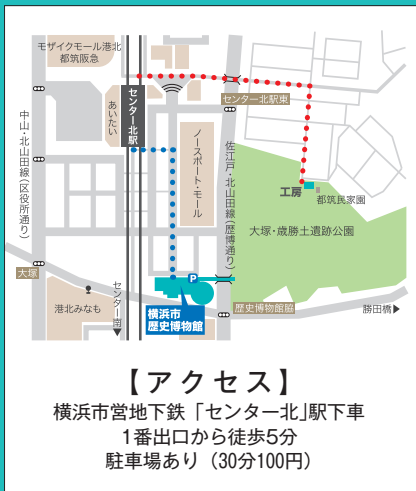 モザイクモール港北
都筑阪急
センター北駅
あいたい
センター北駅東
中山・北山田線(区役所通り)
ノースポート・モール
佐江戸・北山田線(歴博通り)
工房
都筑民家園
大塚・歳勝土遺跡公園
大塚
P
港北みなも
センター南
横浜市
歴史博物館
歴史博物館脇
勝田橋
【アクセス】
横浜市営地下鉄「センター北」駅下車
1番出口から徒歩5分
駐車場あり（30分100円）